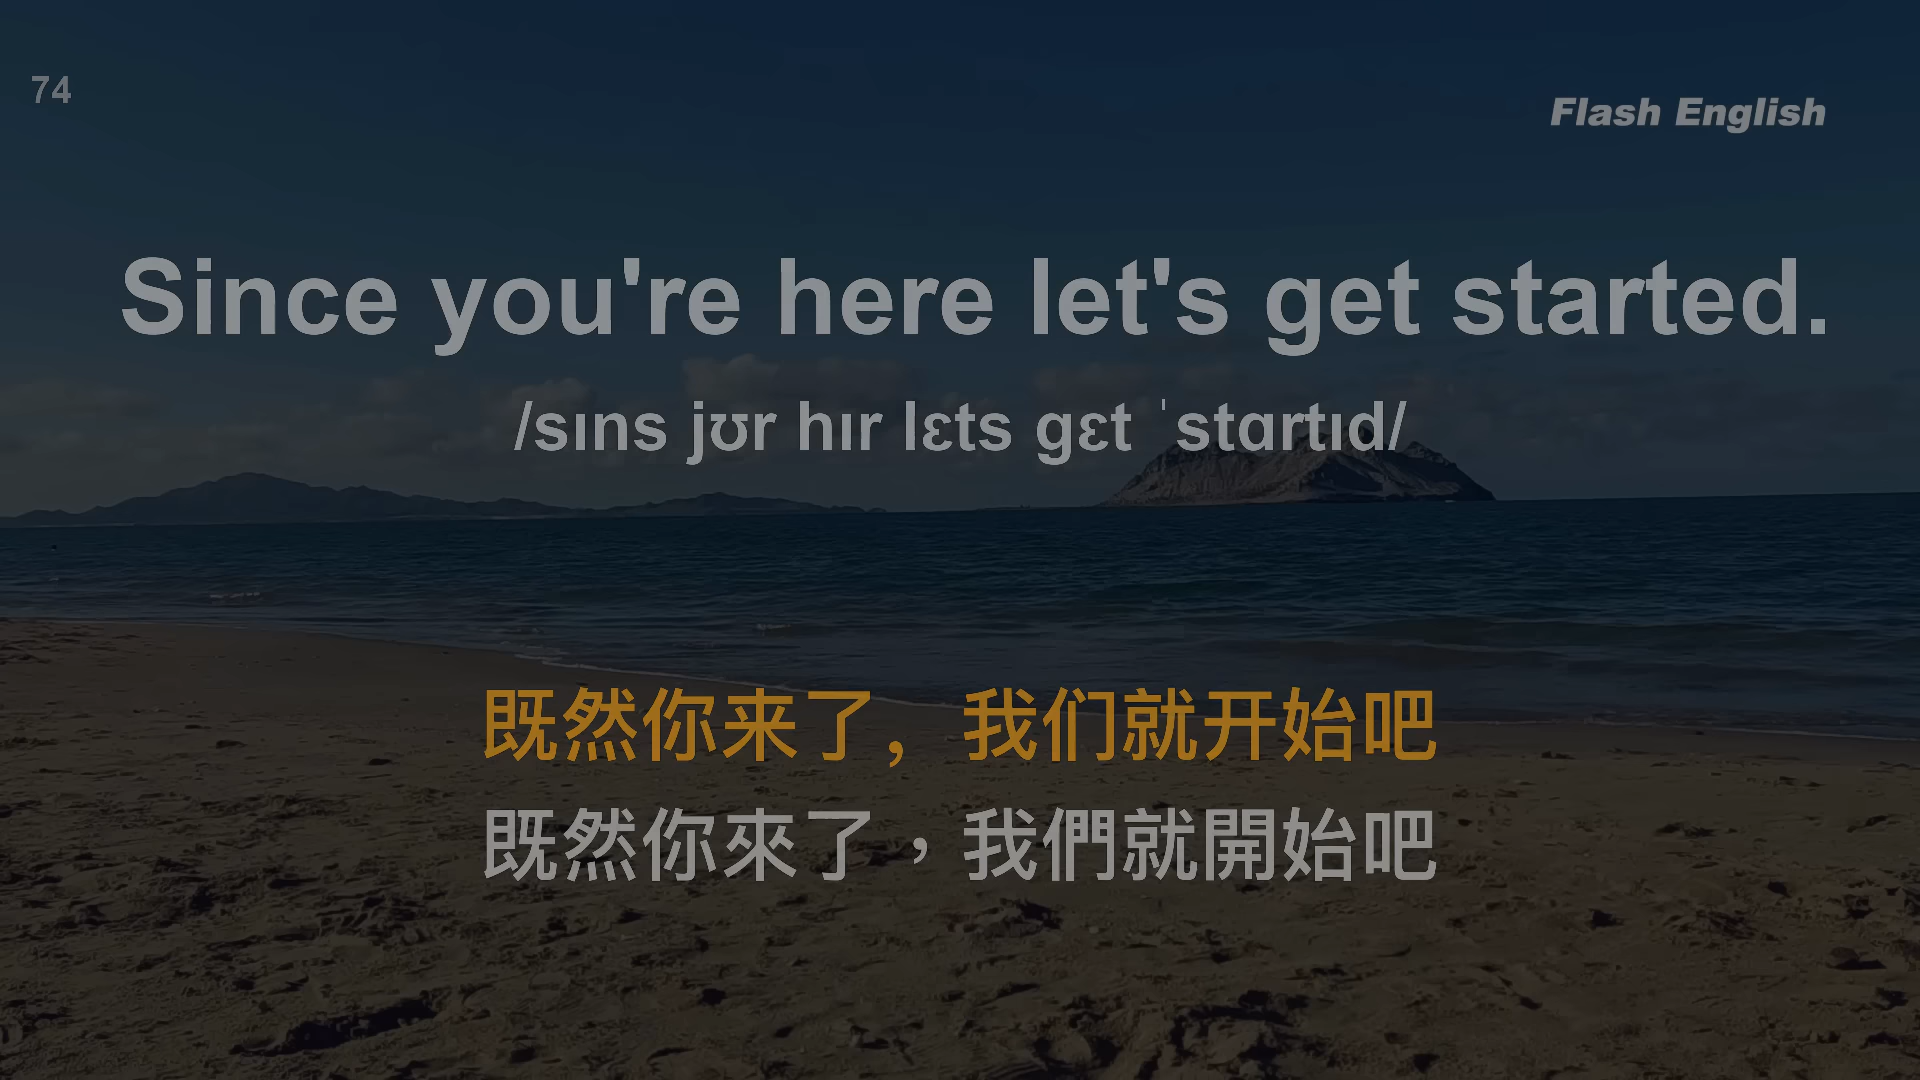 74
Flash English
Since you're here let's get started.
/sɪns jʊr hɪr lɛts gɛt ˈstɑrtɪd/
既然你来了，我们就开始吧
既然你來了，我們就開始吧